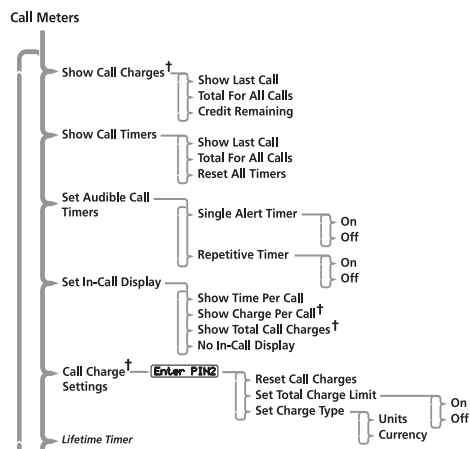 Call Meters
Show Call Charges†
Show Last Call
Total For All Calls
Credit Remaining
Show Call Timers
Show Last Call
Total For All Calls
Reset All Timers
Set Audible Call
Timers
Single Alert Timer
On
Off
Repetitive Timer
On
Off
Set In-Call Display
Show Time Per Call
Show Charge Per Call†
Show Total Call Charges†
No In-Call Display
Call Charge†
Settings
Enter PIN2
Reset Call Charges
Set Total Charge Limit
On
Off
Set Charge Type
Units
Currency
Lifetime Timer